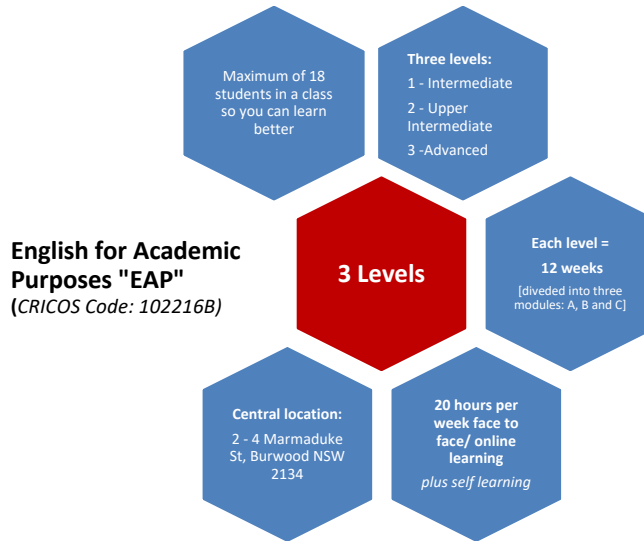 Maximum of 18
students in a class
so you can learn
better
Three levels:
1 - Intermediate
2 - Upper
Intermediate
3 -Advanced
English for Academic
Purposes "EAP"
(CRICOS Code: 102216B)
3 Levels
Each level =
12 weeks
[diveded into three
modules: A, B and C]
Central location:
2 - 4 Marmaduke
St, Burwood NSW
2134
20 hours per
week face to
face/ online
learning
plus self learning